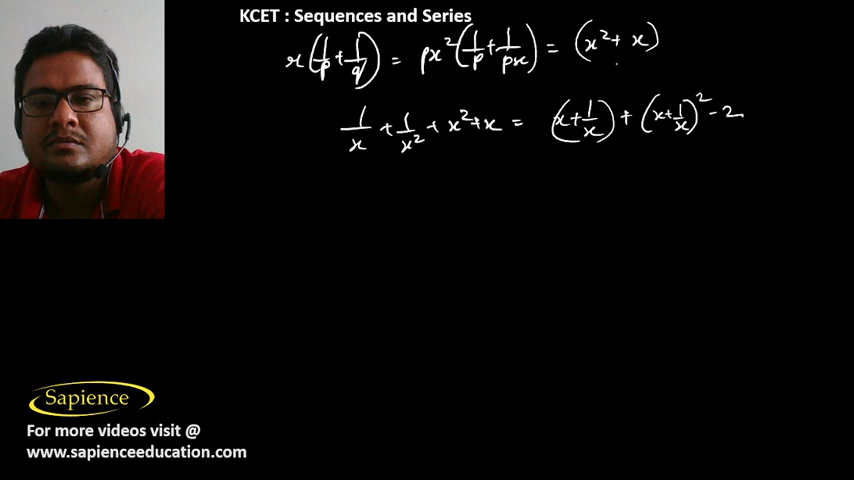 KCET : Sequences and Series
r(1/p + 1/q) = px²(1/p + 1/px) = (x² + x)
1/x + 1/x² + x² + x = (x + 1/x) + (x + 1/x)² - 2
Sapience
For more videos visit @
www.sapienceeducation.com